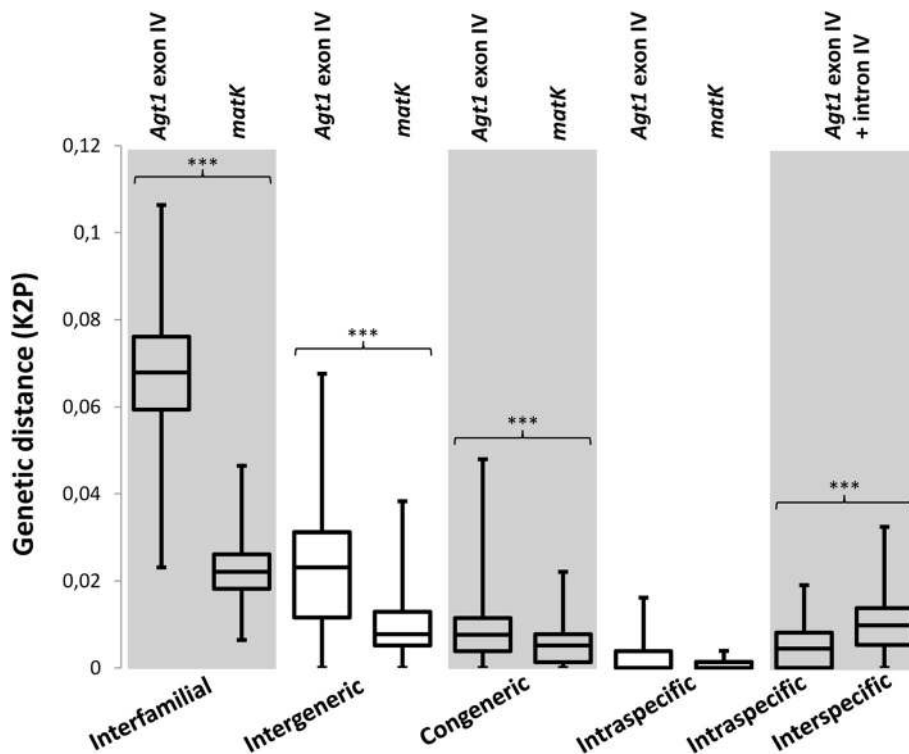 Agt1 exon IV
matK
Agt1 exon IV
matK
Agt1 exon IV
matK
Agt1 exon IV
matK
Agt1 exon IV
+ intron IV
Genetic distance (K2P)
0,12
0,1
0,08
0,06
0,04
0,02
0
***
***
***
***
Interfamilial
Intergeneric
Congeneric
Intraspecific
Intraspecific
Interspecific